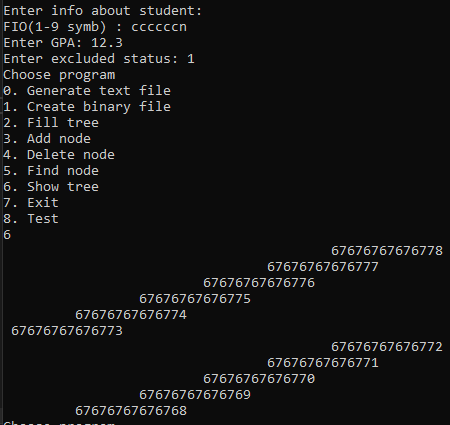 Enter info about student:
FIO(1-9 symb) : ccccccn
Enter GPA: 12.3
Enter excluded status: 1
Choose program
0. Generate text file
1. Create binary file
2. Fill tree
3. Add node
4. Delete node
5. Find node
6. Show tree
7. Exit
8. Test
6
67676767676778
67676767676777
67676767676776
67676767676775
67676767676774
67676767676773
67676767676772
67676767676771
67676767676770
67676767676769
67676767676768
Choose program